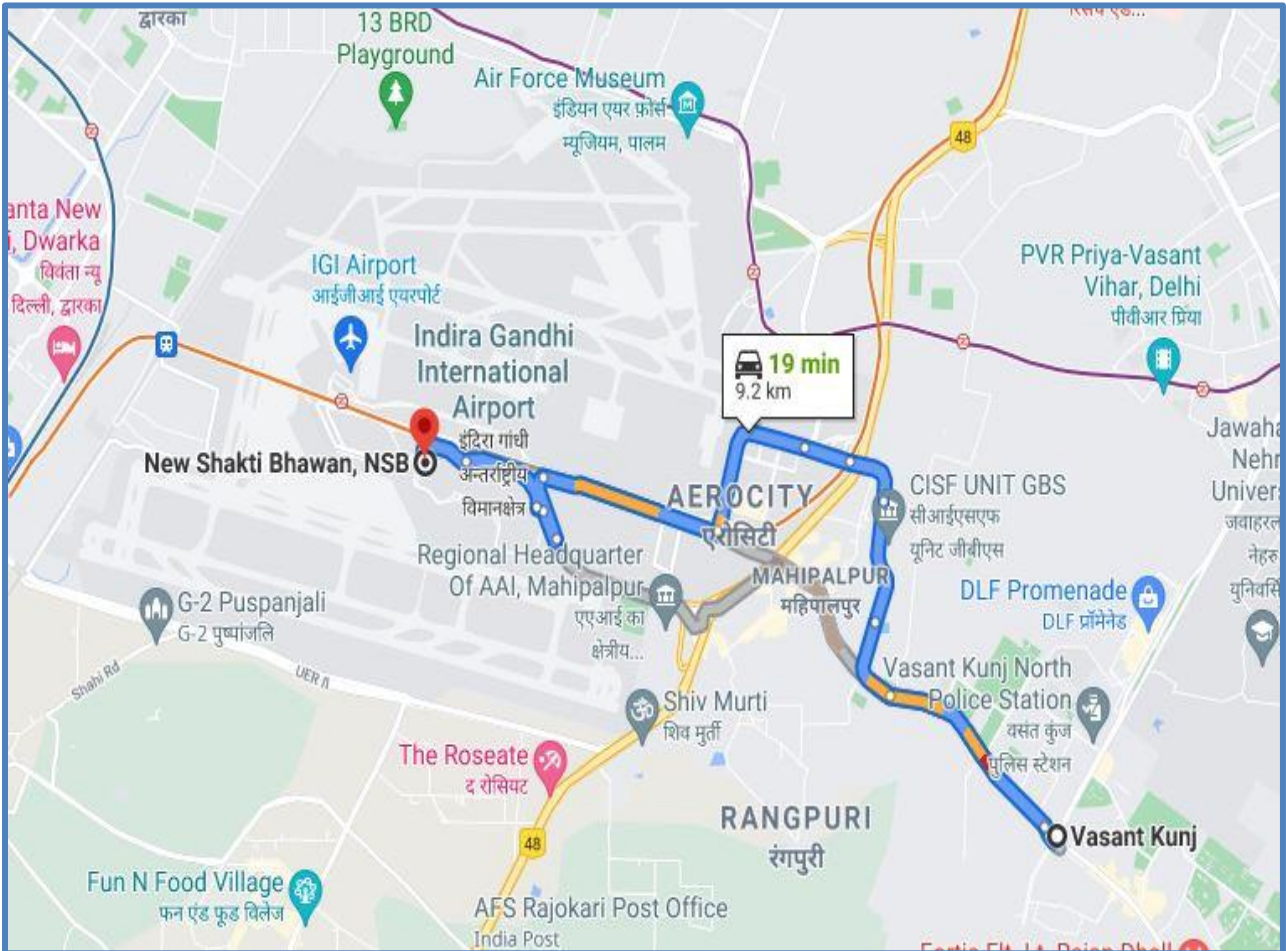 द्वारका
13 BRD
Playground
Air Force Museum
इंडियन एयर फ़ोर्स
म्यूजियम, पालम
48
anta New
i, Dwarka
विवंता न्यू
दिल्ली, द्वारका
IGI Airport
आईजीआई एयरपोर्ट
PVR Priya-Vasant
Vihar, Delhi
पीवीआर प्रिया
Indira Gandhi
International
Airport
इंदिरा गांधी
अन्तर्राष्ट्रीय
विमानक्षेत्र
19 min
9.2 km
New Shakti Bhawan, NSB
Jawaha
Nehr
Univer
जवाहरल
नेहरु
युनिवर्सि
AEROCITY
एरोसिटी
CISF UNIT GBS
सीआईएसएफ
यूनिट जीबीएस
Regional Headquarter
Of AAI, Mahipalpur
एएआई का
क्षेत्रीय...
MAHIPALPUR
महिपालपुर
DLF Promenade
DLF प्रॉमेनेड
G-2 Puspanjali
G-2 पुष्पांजलि
Shahi Rd
UER II
Vasant Kunj North
Police Station
वसंत कुंज
पुलिस स्टेशन
Shiv Murti
शिव मुर्ती
The Roseate
द रोसियट
RANGPURI
रंगपुरी
Vasant Kunj
48
Fun N Food Village
फन एंड फूड विलेज
AFS Rajokari Post Office
India Post